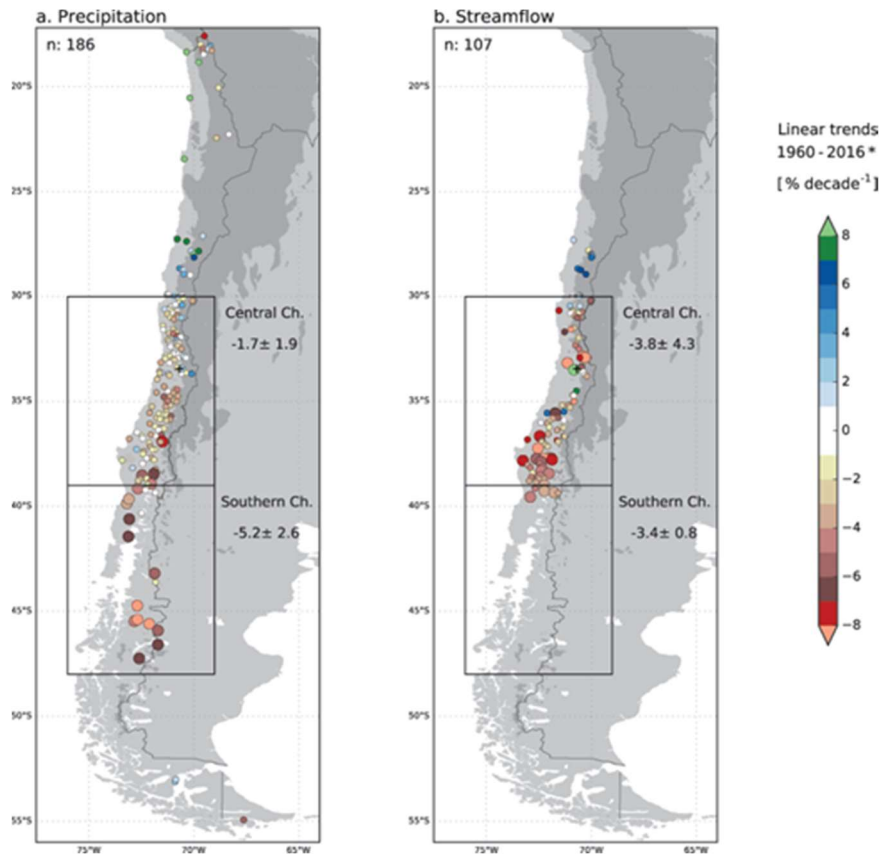 a. Precipitation
n: 186
20°S
25°S
30°S
35°S
40°S
45°S
50°S
55°S
75°W
70°W
65°W
Central Ch.
-1.7± 1.9
Southern Ch.
-5.2± 2.6
b. Streamflow
n: 107
20°S
25°S
30°S
35°S
40°S
45°S
50°S
55°S
75°W
70°W
65°W
Central Ch.
-3.8± 4.3
Southern Ch.
-3.4± 0.8
Linear trends
1960 - 2016 *
[% decade⁻¹]
8
6
4
2
0
−2
−4
−6
−8